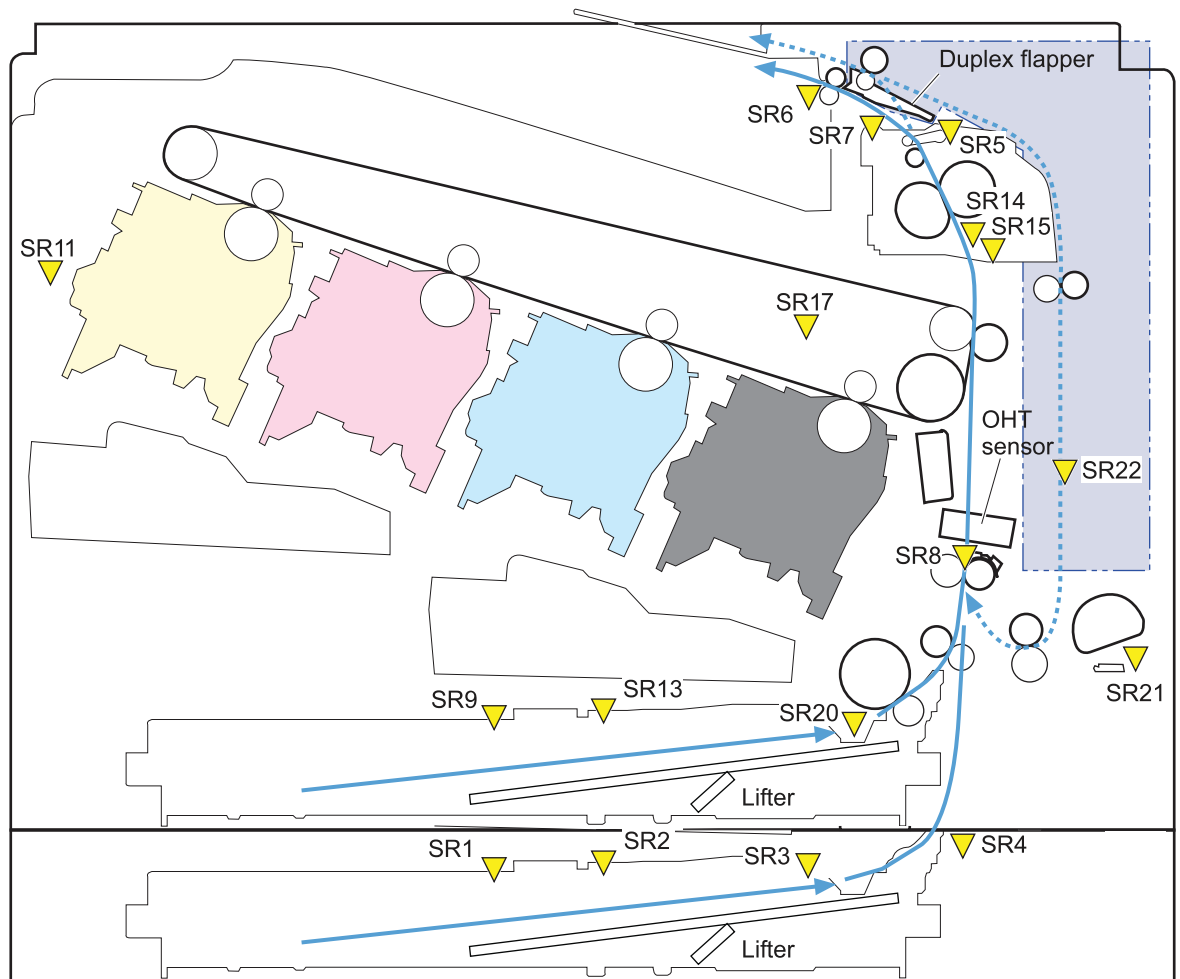 Duplex flapper
SR6
SR7
SR5
SR14
SR15
SR11
SR17
OHT
sensor
SR22
SR8
SR21
SR9
SR13
SR20
Lifter
SR1
SR2
SR3
SR4
Lifter